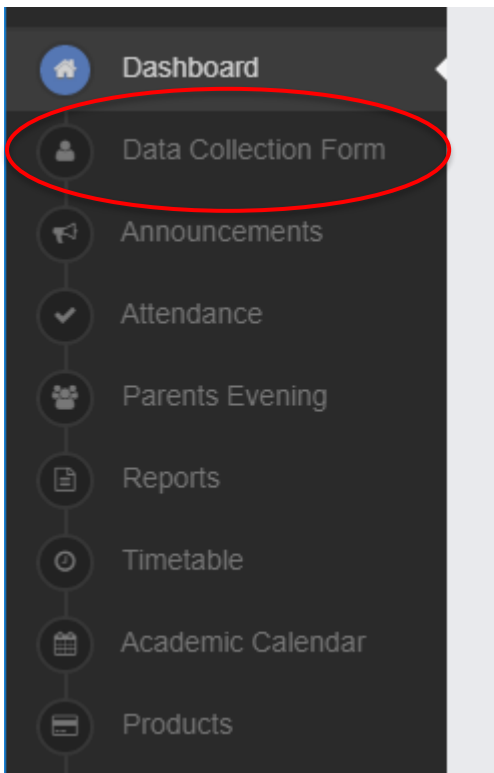 Dashboard
Data Collection Form
Announcements
Attendance
Parents Evening
Reports
Timetable
Academic Calendar
Products